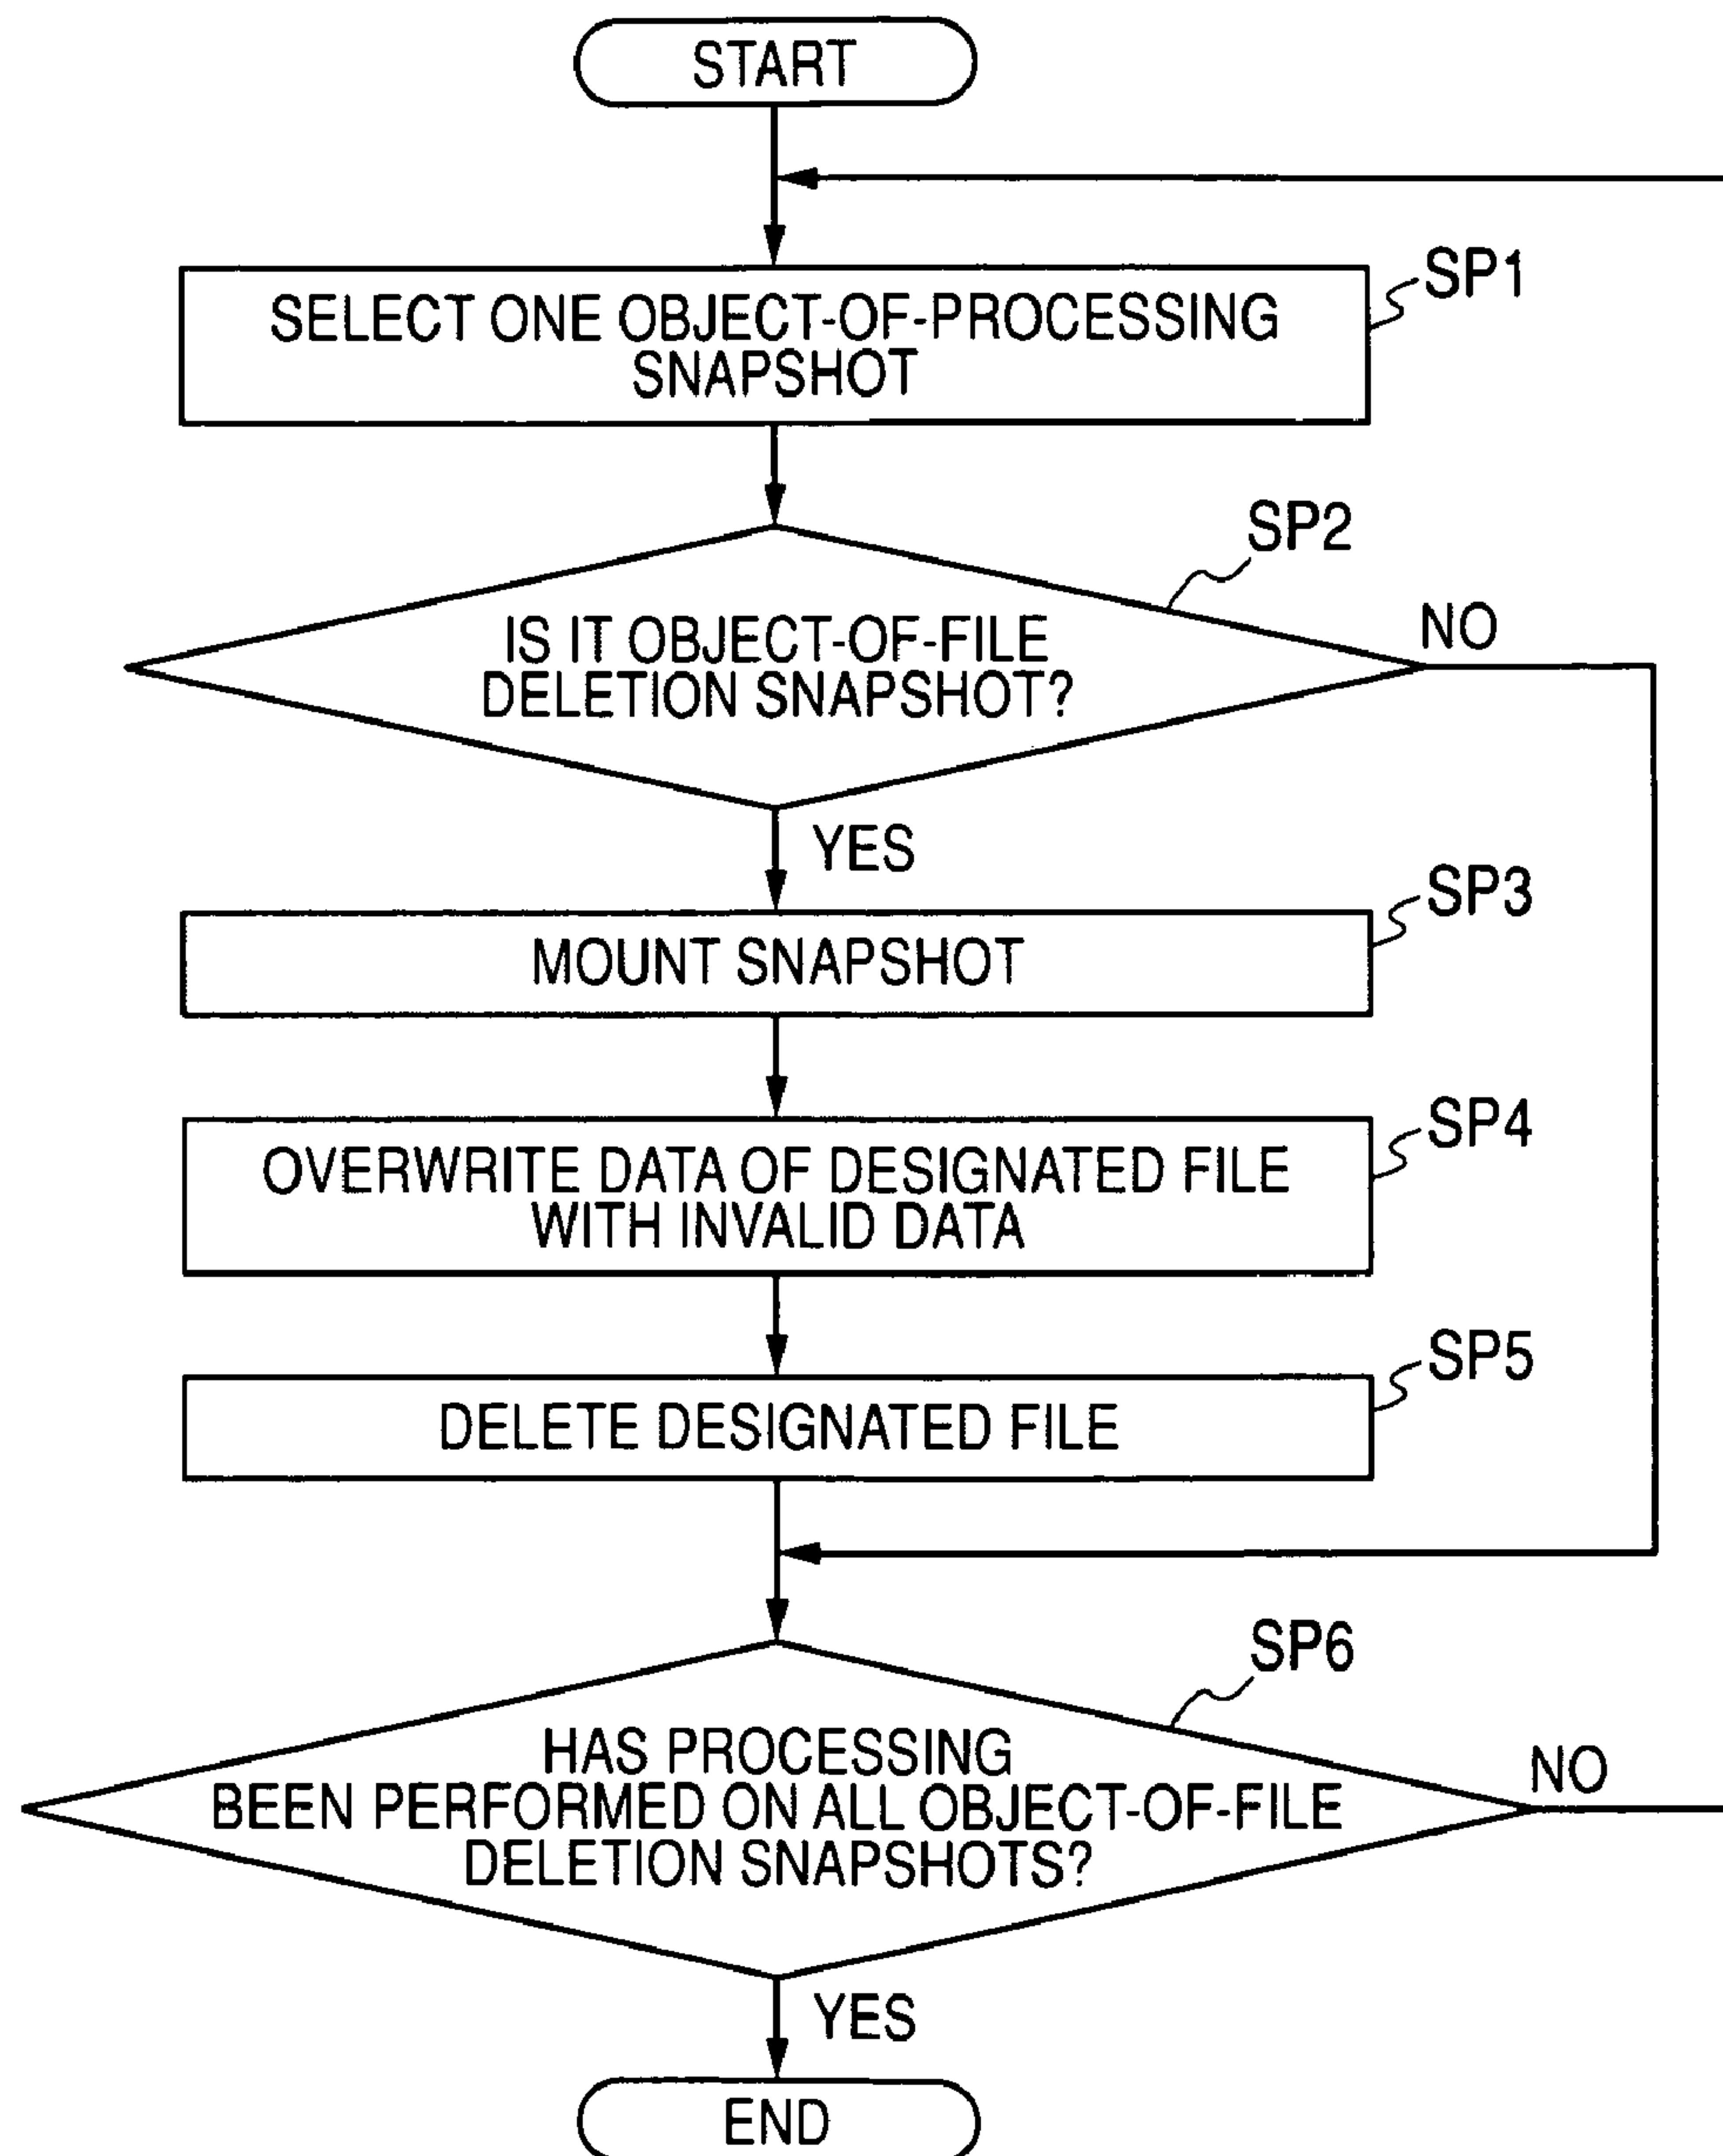 START
SP1
SELECT ONE OBJECT-OF-PROCESSING
SNAPSHOT
SP2
IS IT OBJECT-OF-FILE
DELETION SNAPSHOT?
NO
YES
SP3
MOUNT SNAPSHOT
SP4
OVERWRITE DATA OF DESIGNATED FILE
WITH INVALID DATA
SP5
DELETE DESIGNATED FILE
SP6
HAS PROCESSING
BEEN PERFORMED ON ALL OBJECT-OF-FILE
DELETION SNAPSHOTS?
NO
YES
END